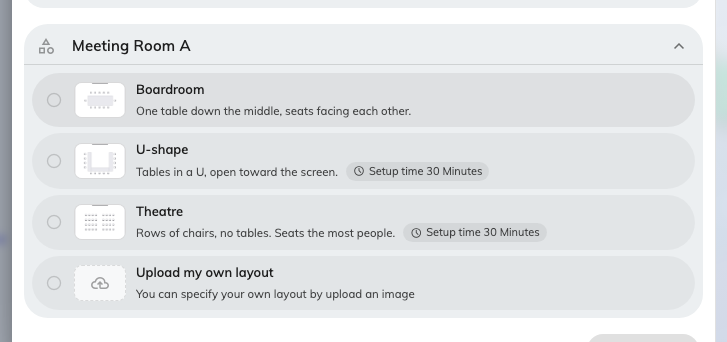 Meeting Room A
Boardroom
One table down the middle, seats facing each other.
U-shape
Tables in a U, open toward the screen. Setup time 30 Minutes
Theatre
Rows of chairs, no tables. Seats the most people. Setup time 30 Minutes
Upload my own layout
You can specify your own layout by upload an image